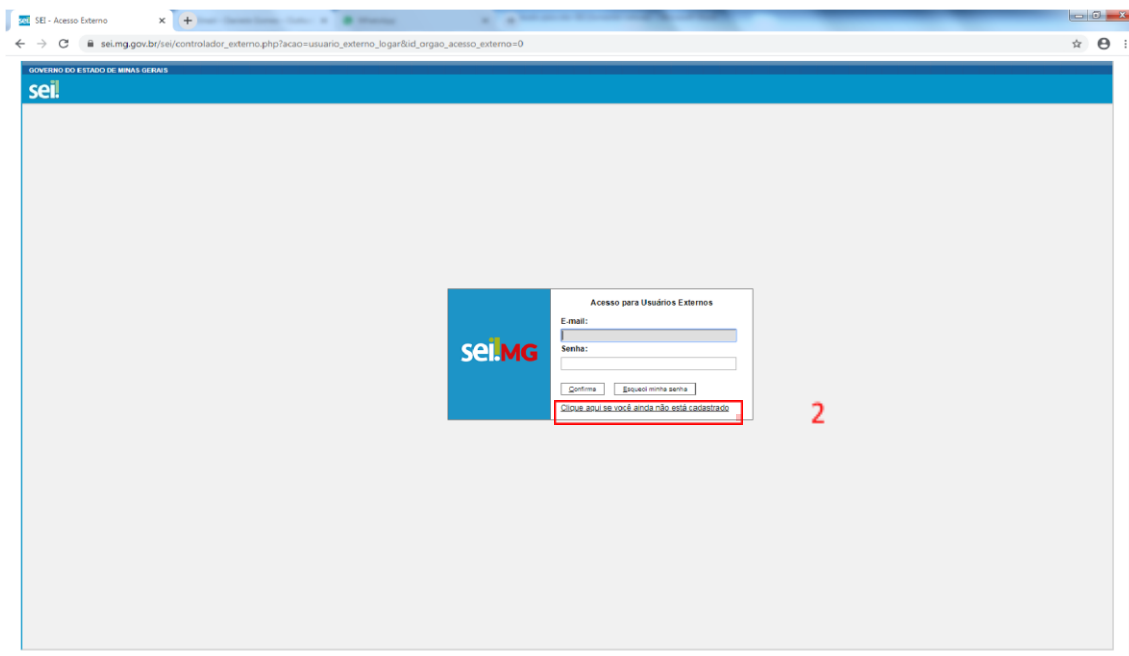 sei SEI - Acesso Externo
sei.mg.gov.br/sei/controlador_externo.php?acao=usuario_externo_logar&id_orgao_acesso_externo=0
GOVERNO DO ESTADO DE MINAS GERAIS
sei!
Acesso para Usuários Externos
E-mail:
sei!MG
Senha:
Confirma Esqueci minha senha
Clique aqui se você ainda não está cadastrado
2